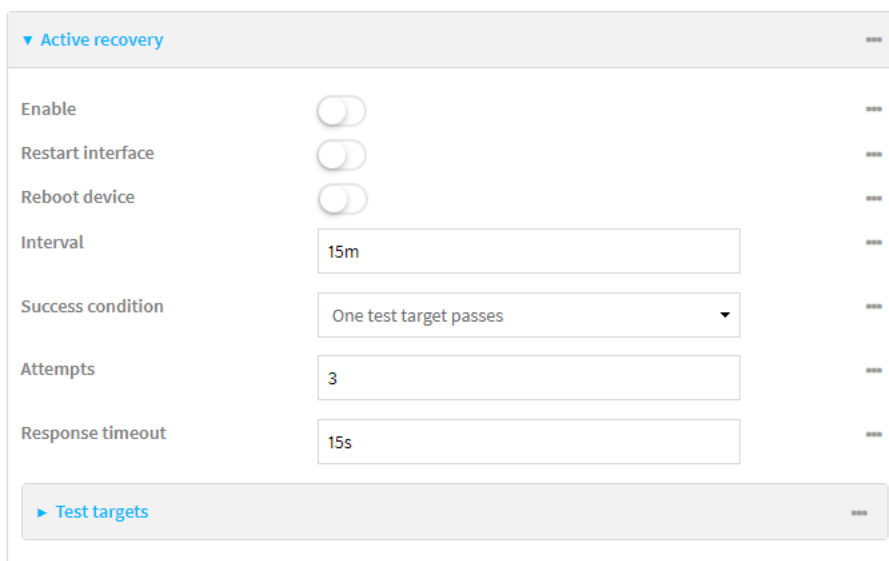 Active recovery
Enable
Restart interface
Reboot device
Interval 15m
Success condition One test target passes
Attempts 3
Response timeout 15s
Test targets